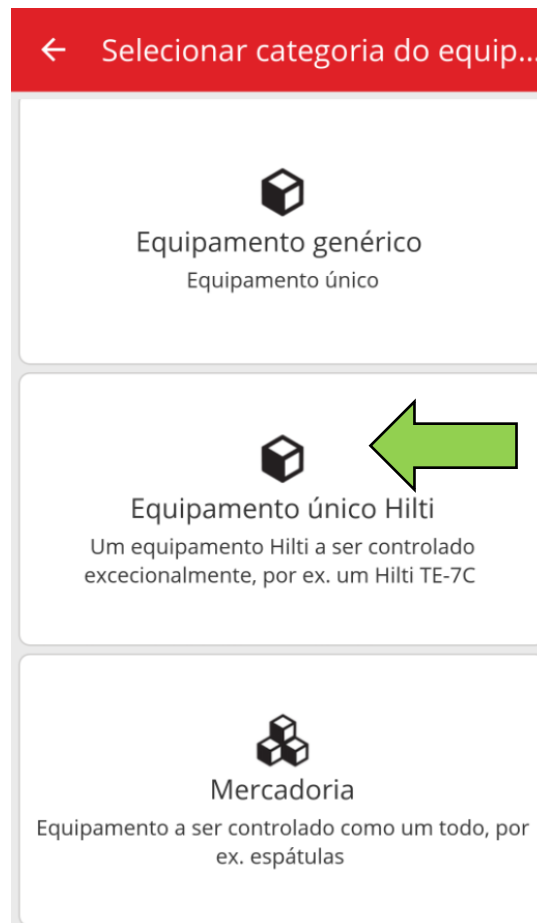 Selecionar categoria do equip...
Equipamento genérico
Equipamento único
Equipamento único Hilti
Um equipamento Hilti a ser controlado
excecionalmente, por ex. um Hilti TE-7C
Mercadoria
Equipamento a ser controlado como um todo, por
ex. espátulas